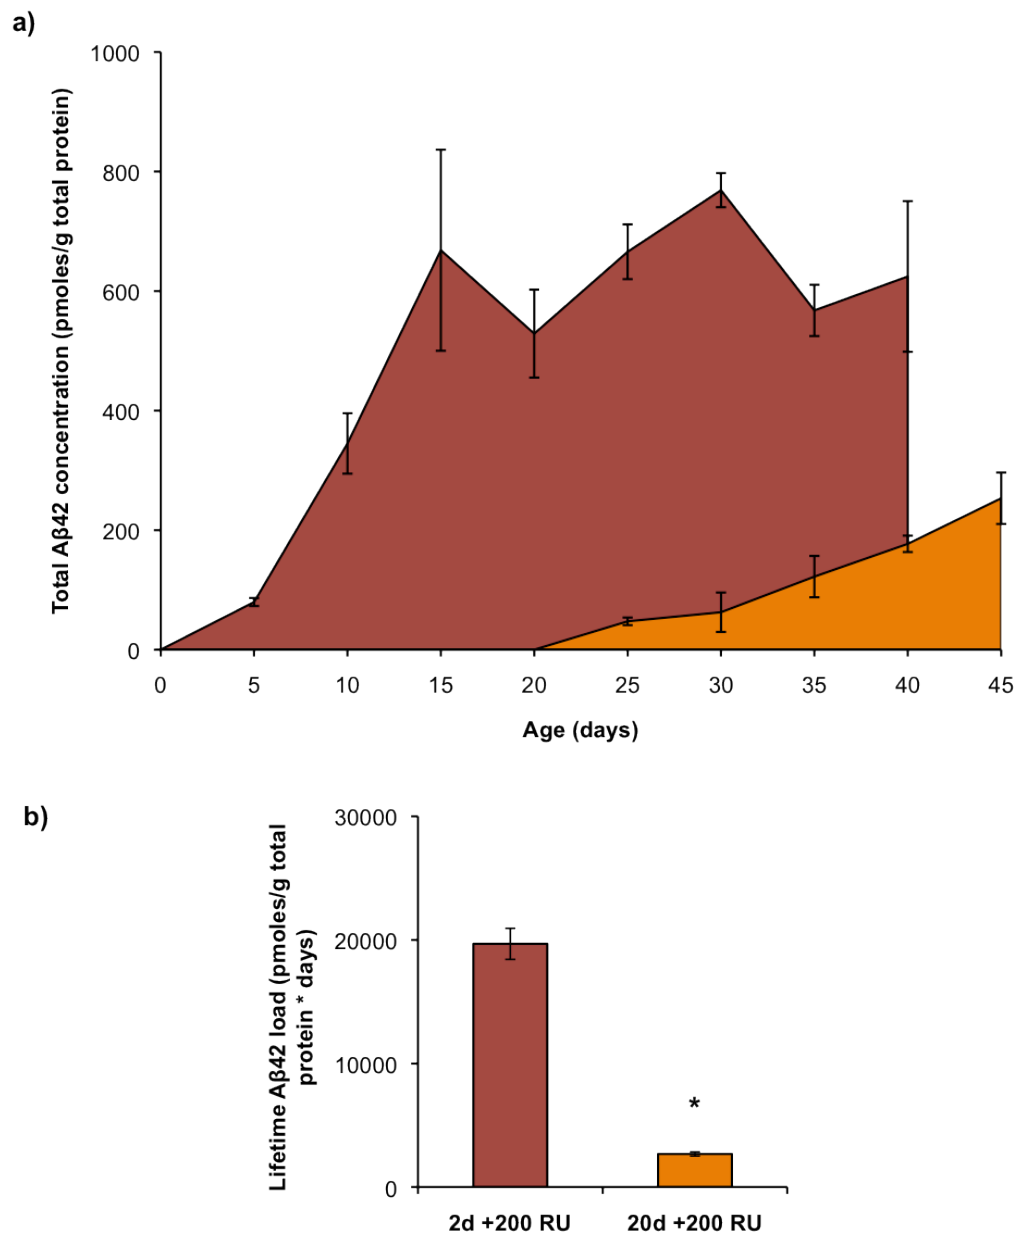 a)
Total Aβ42 concentration (pmoles/g total protein)
1000
800
600
400
200
0
0 5 10 15 20 25 30 35 40 45
Age (days)
b)
Lifetime Aβ42 load (pmoles/g total
protein * days)
30000
20000
10000
0
*
2d +200 RU 20d +200 RU